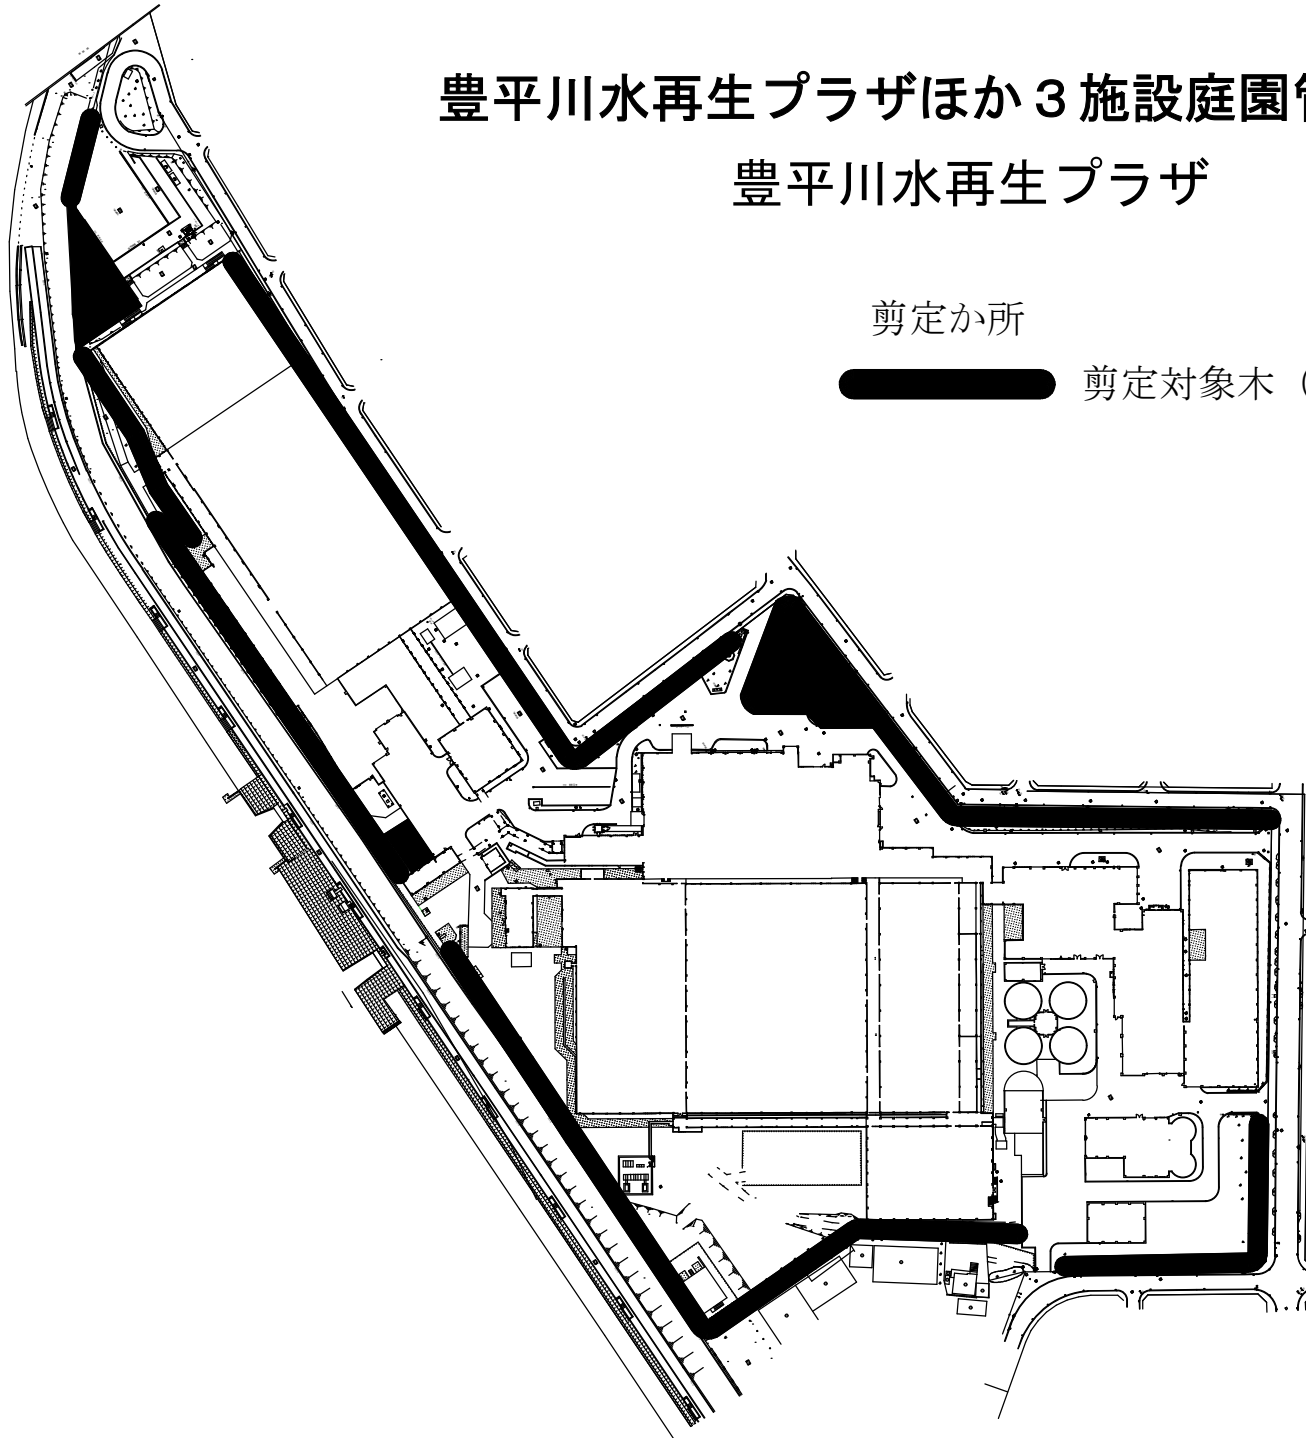 豊平川水再生プラザほか３施設庭園管
豊平川水再生プラザ
剪定か所
剪定対象木（